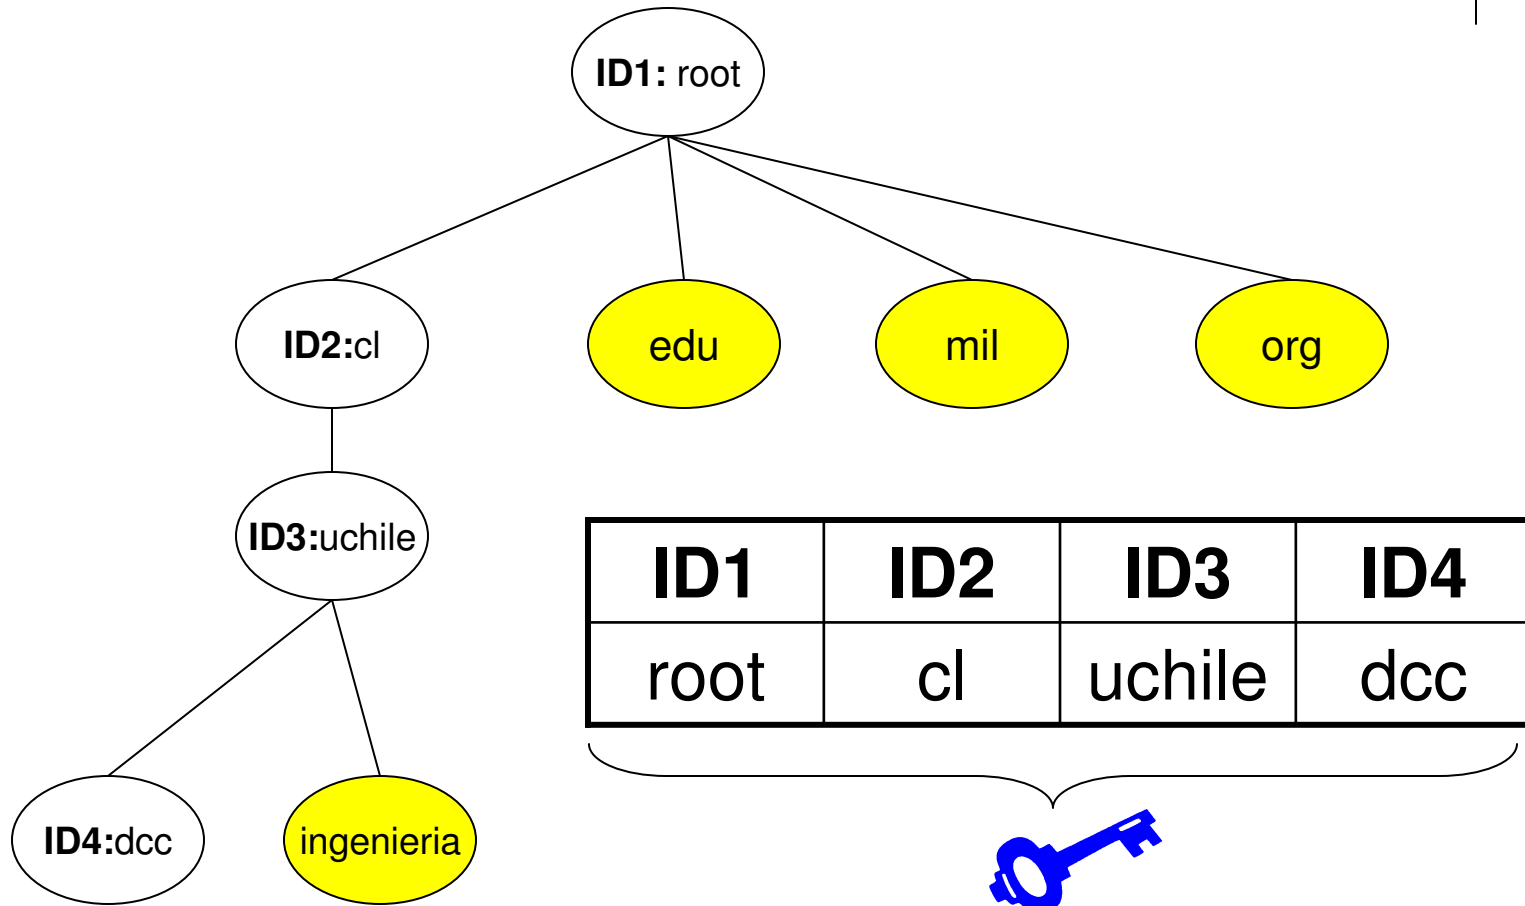 ID1: root
ID2:cl
edu
mil
org
ID3:uchile
ID1 ID2 ID3 ID4
root cl uchile dcc
ID4:dcc
ingenieria